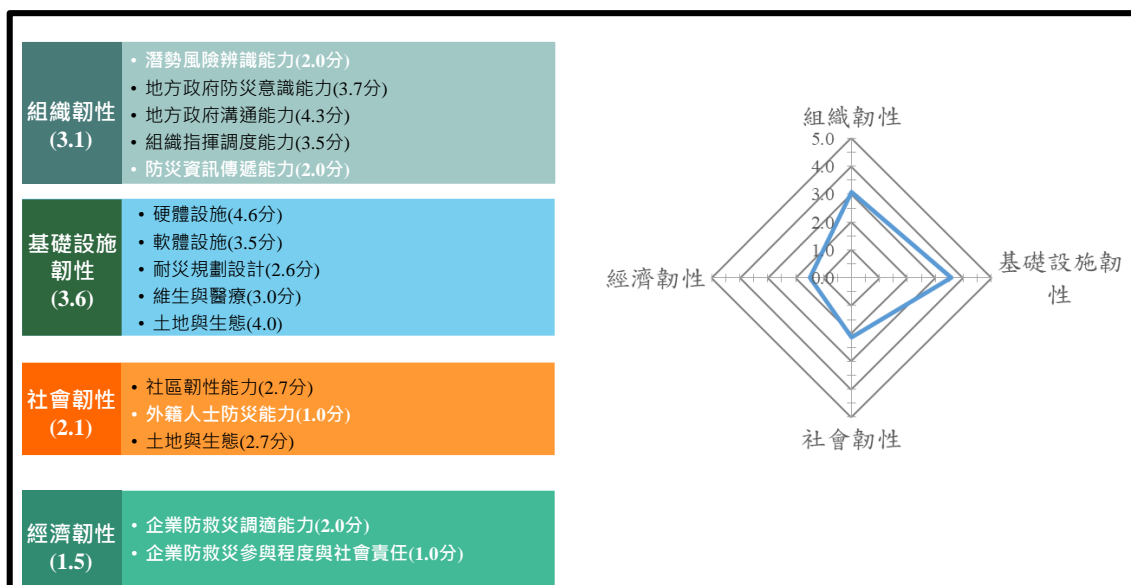 組織韌性
(3.1)
• 潛勢風險辨識能力(2.0分)
• 地方政府防災意識能力(3.7分)
• 地方政府溝通能力(4.3分)
• 組織指揮調度能力(3.5分)
• 防災資訊傳遞能力(2.0分)
基礎設施
韌性
(3.6)
• 硬體設施(4.6分)
• 軟體設施(3.5分)
• 耐災規劃設計(2.6分)
• 維生與醫療(3.0分)
• 土地與生態(4.0)
社會韌性
(2.1)
• 社區韌性能力(2.7分)
• 外籍人士防災能力(1.0分)
• 土地與生態(2.7分)
經濟韌性
(1.5)
• 企業防救災調適能力(2.0分)
• 企業防救災參與程度與社會責任(1.0分)
組織韌性
5.0
4.0
3.0
2.0
1.0
0.0
經濟韌性
基礎設施韌
性
社會韌性